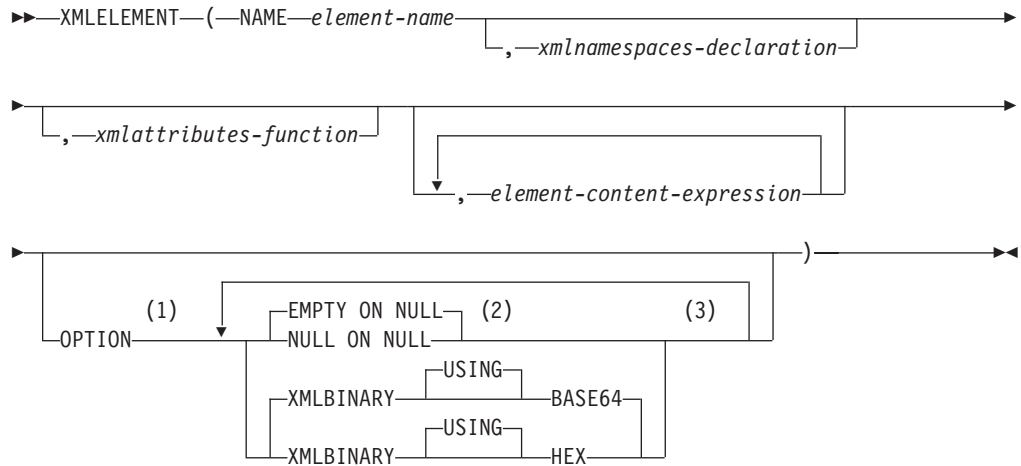 XMLELEMENT ( NAME element-name
, xmlnamespaces-declaration
, xmlattributes-function
, element-content-expression
)
(1) EMPTY ON NULL (2) (3)
OPTION NULL ON NULL
USING
XMLBINARY BASE64
USING
XMLBINARY HEX